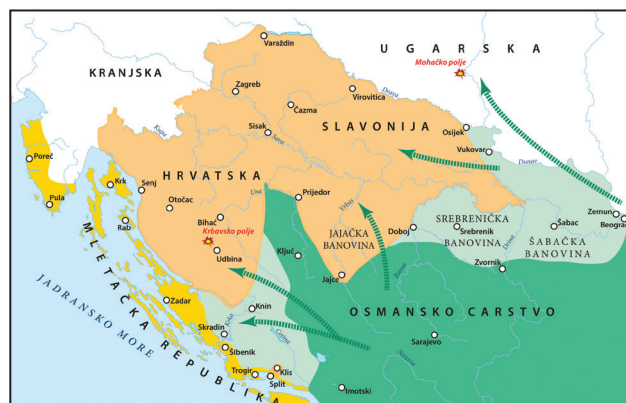 Varaždin
UGARSKA
Mohačko polje
KRANJSKA
Zagreb
Drava
Virovitica
Čazma
Kupa
Sisak
Sava
SLAVONIJA
Osijek
Vukovar
Dunav
Poreč
Pula
Krk
Senj
HRVATSKA
Otočac
Rab
Una
Prijedor
Vrbas
Bihać
Krbavsko polje
Udbina
Ključ
JAJAČKA
BANOVINA
Jajce
Doboj
Bosna
SREBRENIČKA
Srebrenik
BANOVINA
Drina
Zvornik
Šabac
ŠABAČKA
BANOVINA
Zemun
Beograd
MLETAČKA REPUBLIKA
JADRANSKO MORE
Zadar
Knin
Skradin
Krka
Cetina
Šibenik
Trogir
Klis
Split
Imotski
OSMANSKO CARSTVO
Sarajevo
Neretva